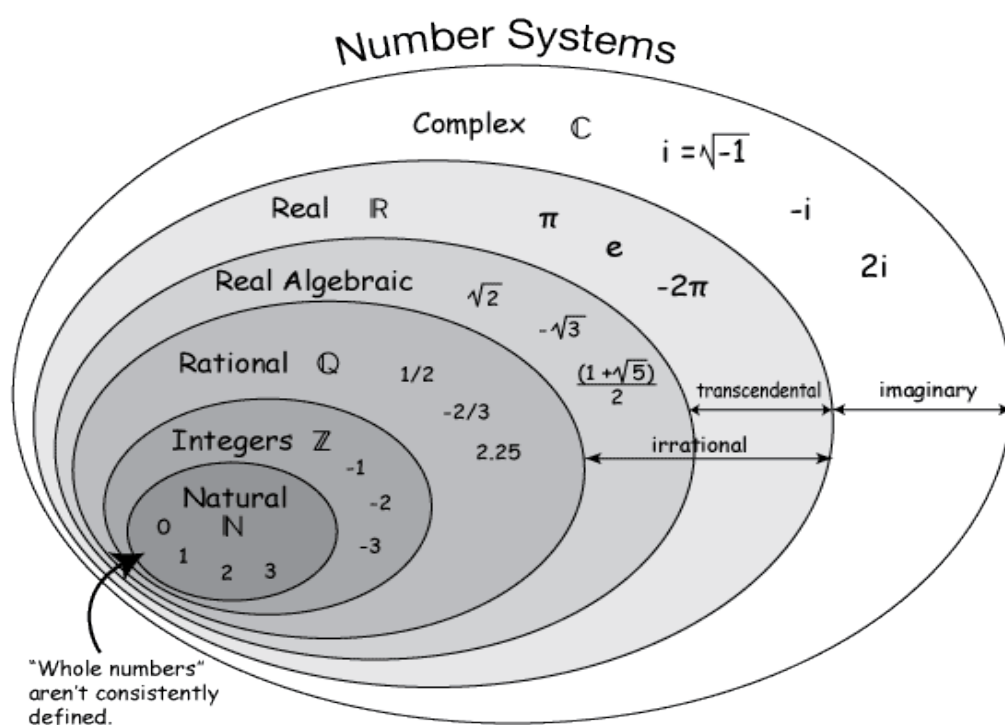 Number Systems
Complex ℂ
i = √-1
-i
2i
Real ℝ
π
e
-2π
Real Algebraic
√2
-√3
(1 + √5)
2
Rational ℚ
1/2
-2/3
2.25
transcendental
imaginary
irrational
Integers ℤ
-1
-2
-3
Natural
ℕ
0
1
2
3
"Whole numbers"
aren't consistently
defined.